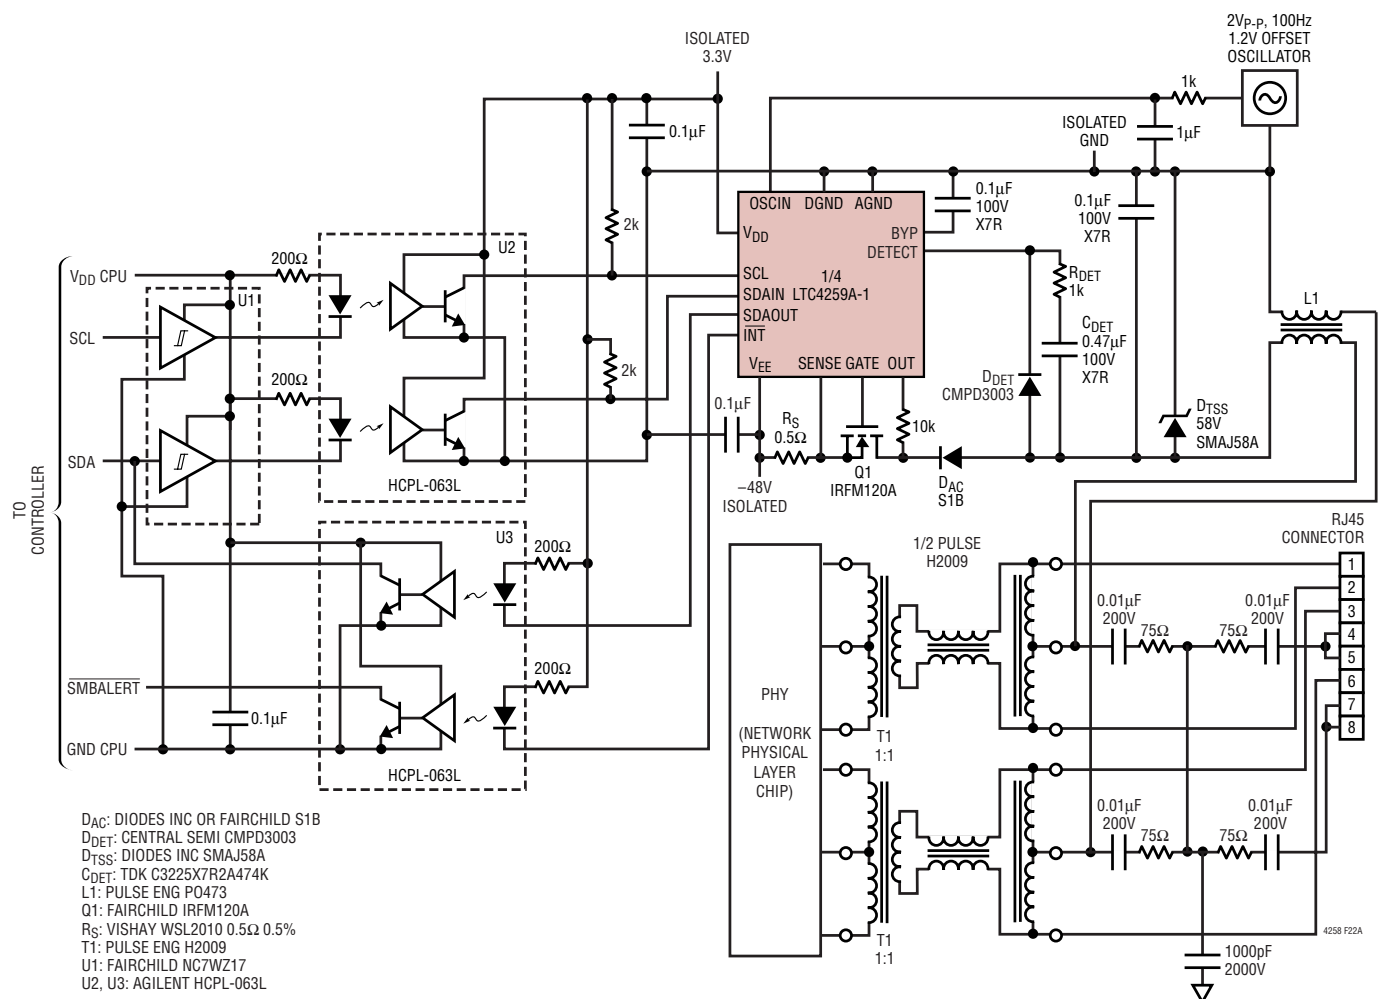 2VP-P, 100Hz
1.2V OFFSET
OSCILLATOR
ISOLATED
3.3V
1k
0.1µF
ISOLATED
GND
1µF
2k
OSCIN DGND AGND
VDD
BYP
DETECT
SCL
1/4
SDAIN LTC4259A-1
SDAOUT
INT
VEE
SENSE GATE OUT
0.1µF
100V
X7R
0.1µF
100V
X7R
RDET
1k
CDET
0.47µF
100V
X7R
DDET
CMPD3003
DTSS
58V
SMAJ58A
L1
U2
200Ω
VDD CPU
U1
SCL
200Ω
2k
0.1µF
RS
0.5Ω
10k
SDA
Q1
IRFM120A
DAC
S1B
–48V
ISOLATED
HCPL-063L
TO
CONTROLLER
U3
200Ω
200Ω
SMBALERT
0.1µF
GND CPU
HCPL-063L
1/2 PULSE
H2009
RJ45
CONNECTOR
1
2
3
4
5
6
7
8
0.01µF
200V
75Ω
75Ω
0.01µF
200V
PHY
(NETWORK
PHYSICAL
LAYER
CHIP)
T1
1:1
0.01µF
200V
75Ω
75Ω
0.01µF
200V
T1
1:1
1000pF
2000V
4258 F22A
DAC: DIODES INC OR FAIRCHILD S1B
DDET: CENTRAL SEMI CMPD3003
DTSS: DIODES INC SMAJ58A
CDET: TDK C3225X7R2A474K
L1: PULSE ENG PO473
Q1: FAIRCHILD IRFM120A
RS: VISHAY WSL2010 0.5Ω 0.5%
T1: PULSE ENG H2009
U1: FAIRCHILD NC7WZ17
U2, U3: AGILENT HCPL-063L